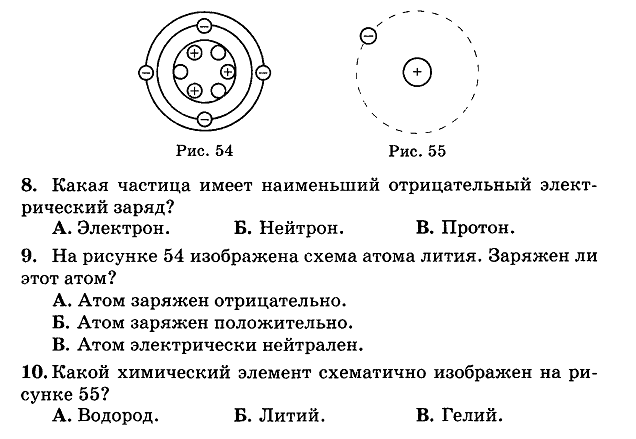 Рис. 54
Рис. 55
8. Какая частица имеет наименьший отрицательный элект-
рический заряд?
А. Электрон. Б. Нейтрон. В. Протон.
9. На рисунке 54 изображена схема атома лития. Заряжен ли
этот атом?
А. Атом заряжен отрицательно.
Б. Атом заряжен положительно.
В. Атом электрически нейтрален.
10. Какой химический элемент схематично изображен на ри-
сунке 55?
А. Водород. Б. Литий. В. Гелий.